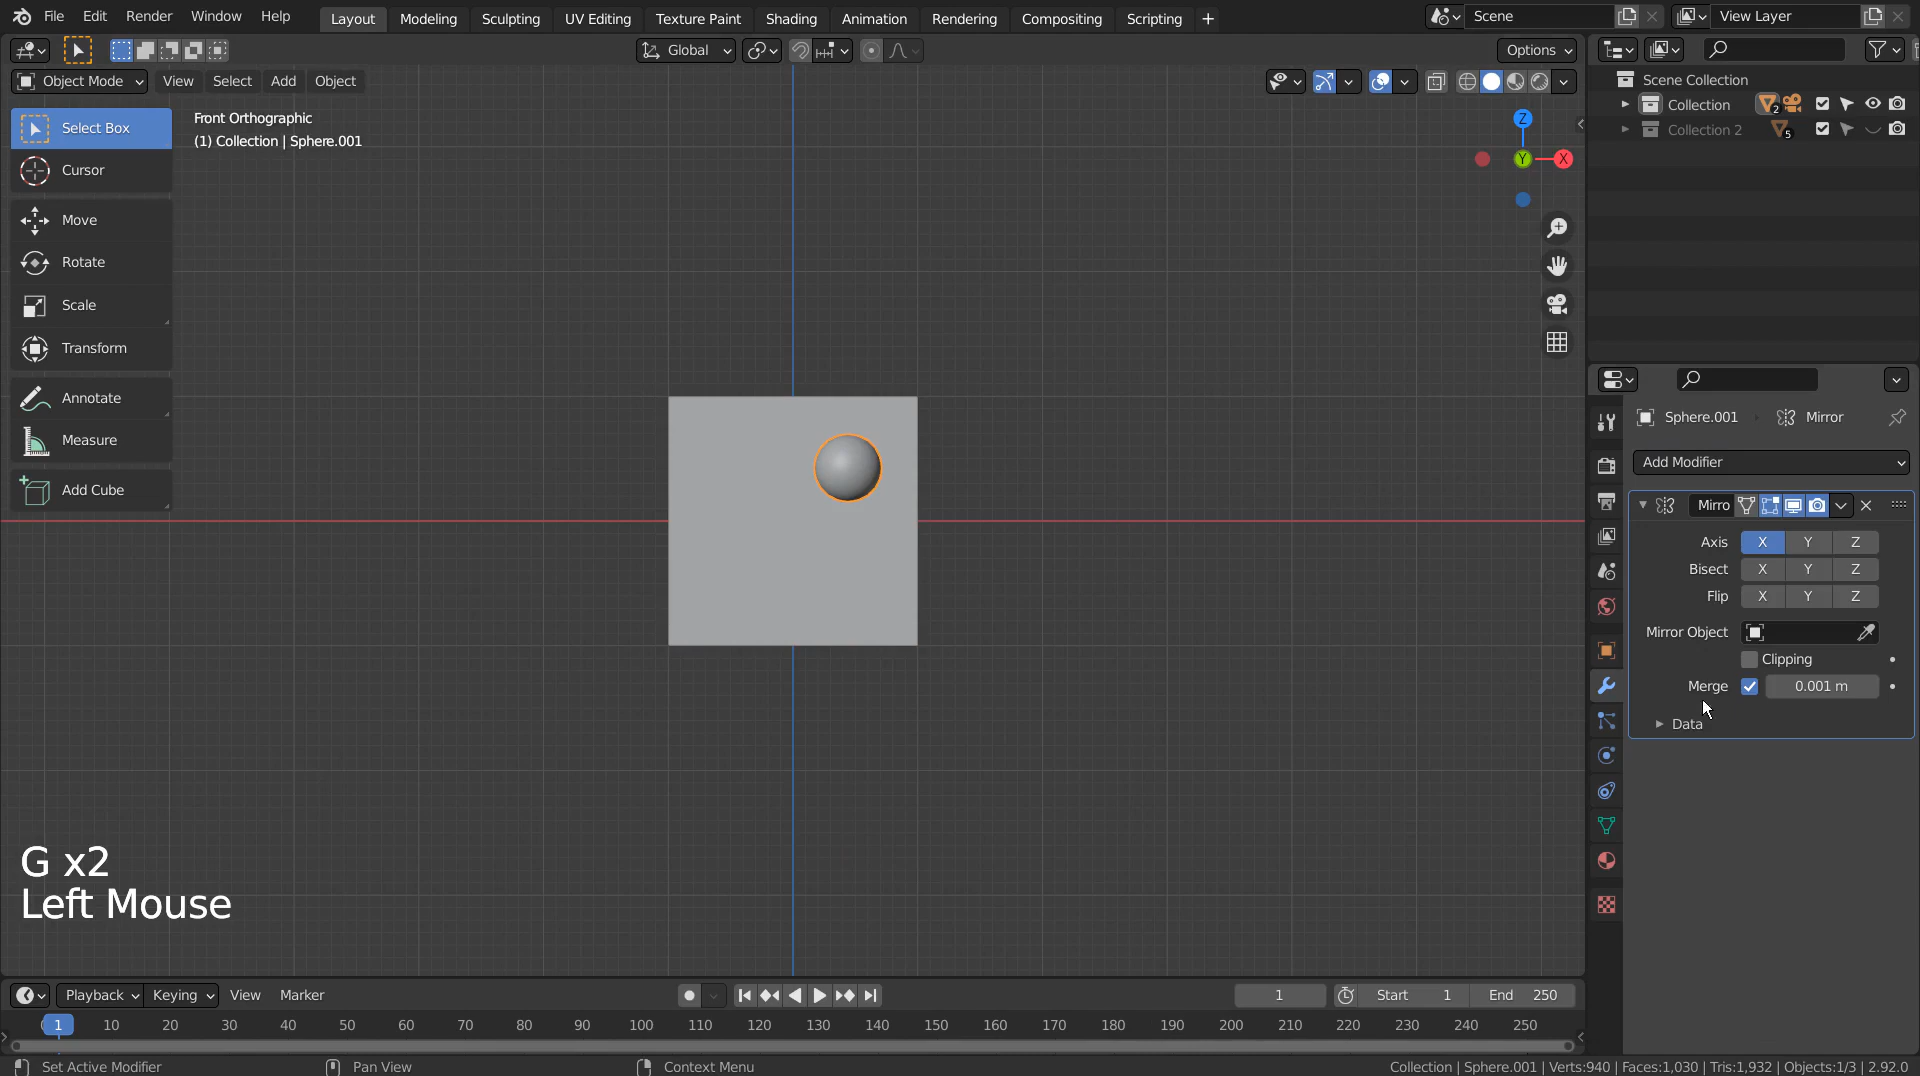 File Edit Render Window Help Layout Modeling Sculpting UV Editing Texture Paint Shading Animation Rendering Compositing Scripting + Scene View Layer
Global Options
Object Mode View Select Add Object
Select Box
Cursor
Move
Rotate
Scale
Transform
Annotate
Measure
Add Cube
Front Orthographic
(1) Collection | Sphere.001
Z
Y
X
Scene Collection
Collection 2
Collection 2 5
Sphere.001 Mirror
Add Modifier
Mirro
Axis X Y Z
Bisect X Y Z
Flip X Y Z
Mirror Object
Clipping
Merge 0.001 m
Data
G x2
Left Mouse
Playback Keying View Marker 1 Start 1 End 250
1 10 20 30 40 50 60 70 80 90 100 110 120 130 140 150 160 170 180 190 200 210 220 230 240 250
Set Active Modifier Pan View Context Menu Collection | Sphere.001 | Verts:940 | Faces:1,030 | Tris:1,932 | Objects:1/3 | 2.92.0